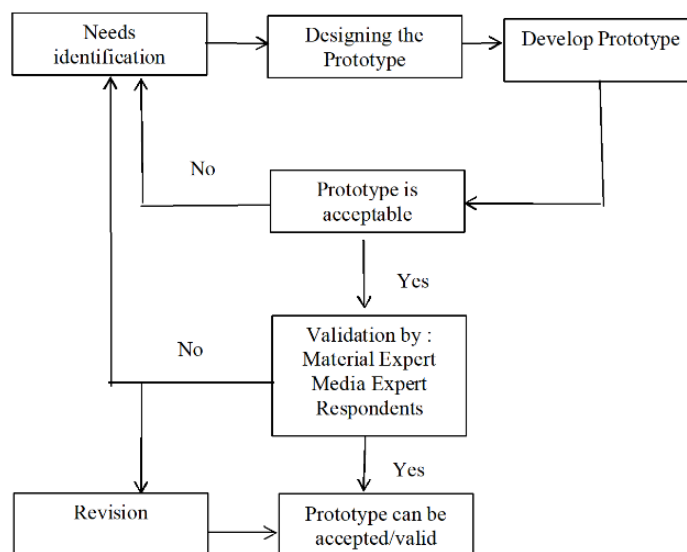 Needs
identification
Designing the
Prototype
Develop Prototype
No
Prototype is
acceptable
Yes
No
Validation by :
Material Expert
Media Expert
Respondents
Yes
Revision
Prototype can be
accepted/valid